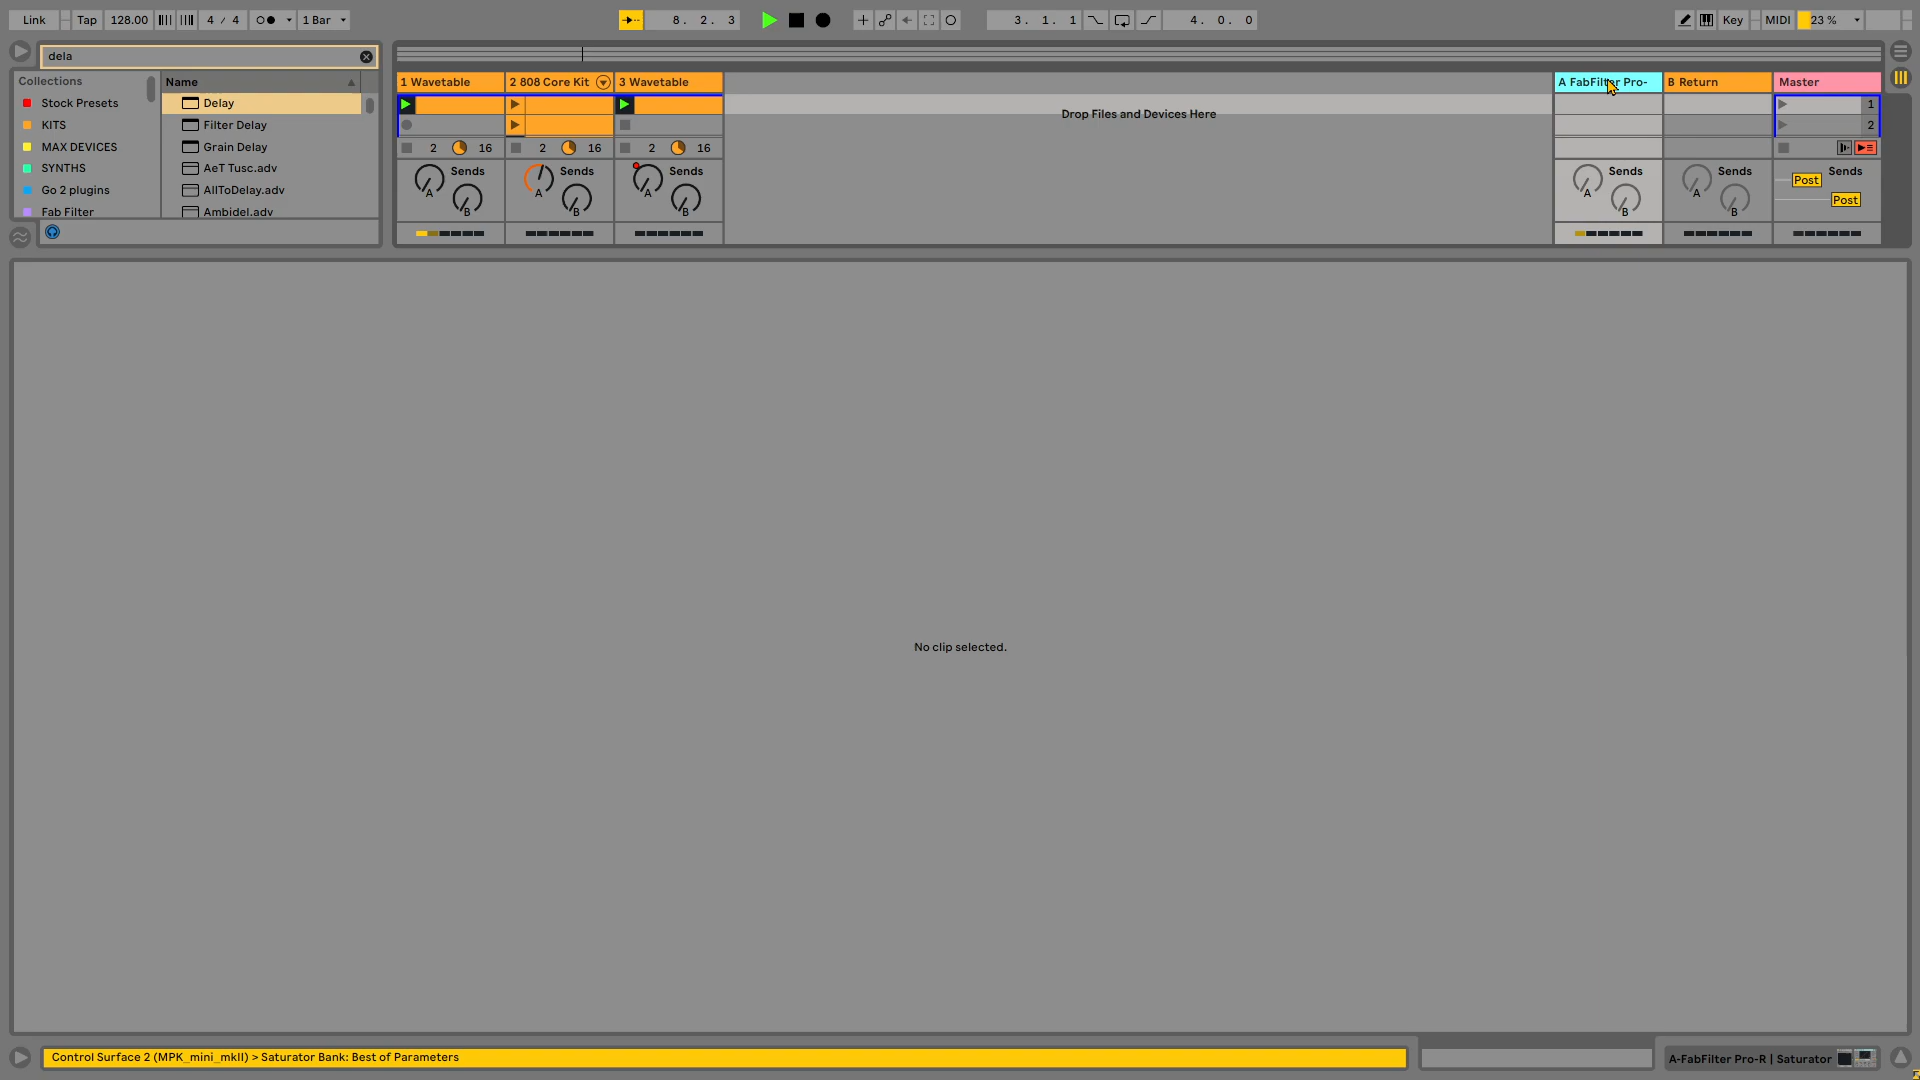 Link Tap 128.00 4 / 4 1 Bar 8. 2. 3 3. 1. 1 4. 0. 0 Key MIDI 23 %
dela
Collections Name
Stock Presets
KITS
MAX DEVICES
SYNTHS
Go 2 plugins
Fab Filter
Delay
Filter Delay
Grain Delay
AeT Tusc.adv
AllToDelay.adv
Ambidel.adv
1 Wavetable 2 808 Core Kit 3 Wavetable A FabFilter Pro- B Return Master
Drop Files and Devices Here
1
2
2 16 2 16 2 16
Sends Sends Sends Sends Sends Sends
A A A A A Post
B B B B B Post
No clip selected.
Control Surface 2 (MPK_mini_mkII) > Saturator Bank: Best of Parameters
A-FabFilter Pro-R | Saturator